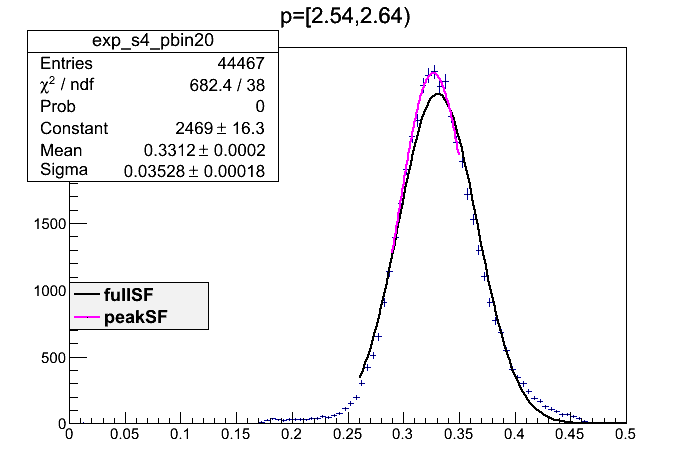 p=[2.54,2.64)
exp_s4_pbin20
Entries 44467
χ² / ndf 682.4 / 38
Prob 0
Constant 2469 ± 16.3
Mean 0.3312 ± 0.0002
Sigma 0.03528 ± 0.00018
1500
1000
fullSF
peakSF
500
0
0 0.05 0.1 0.15 0.2 0.25 0.3 0.35 0.4 0.45 0.5